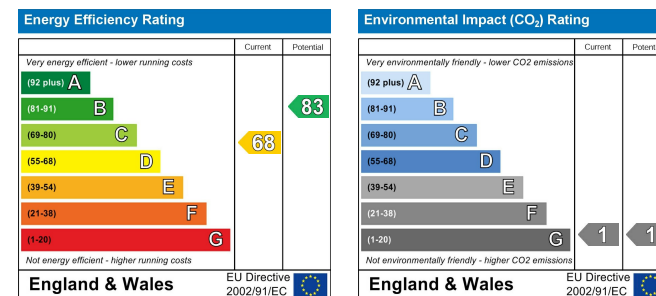 Energy Efficiency Rating
Current Potential
Very energy efficient - lower running costs
(92 plus) A
(81-91) B
83
(69-80) C
68
(55-68) D
(39-54) E
(21-38) F
(1-20) G
Not energy efficient - higher running costs
England & Wales
EU Directive
2002/91/EC
Environmental Impact (CO2) Rating
Current Potent
Very environmentally friendly - lower CO2 emissions
(92 plus) A
(81-91) B
(69-80) C
(55-68) D
(39-54) E
(21-38) F
(1-20) G
1 1
Not environmentally friendly - higher CO2 emissions
England & Wales
EU Directive
2002/91/EC